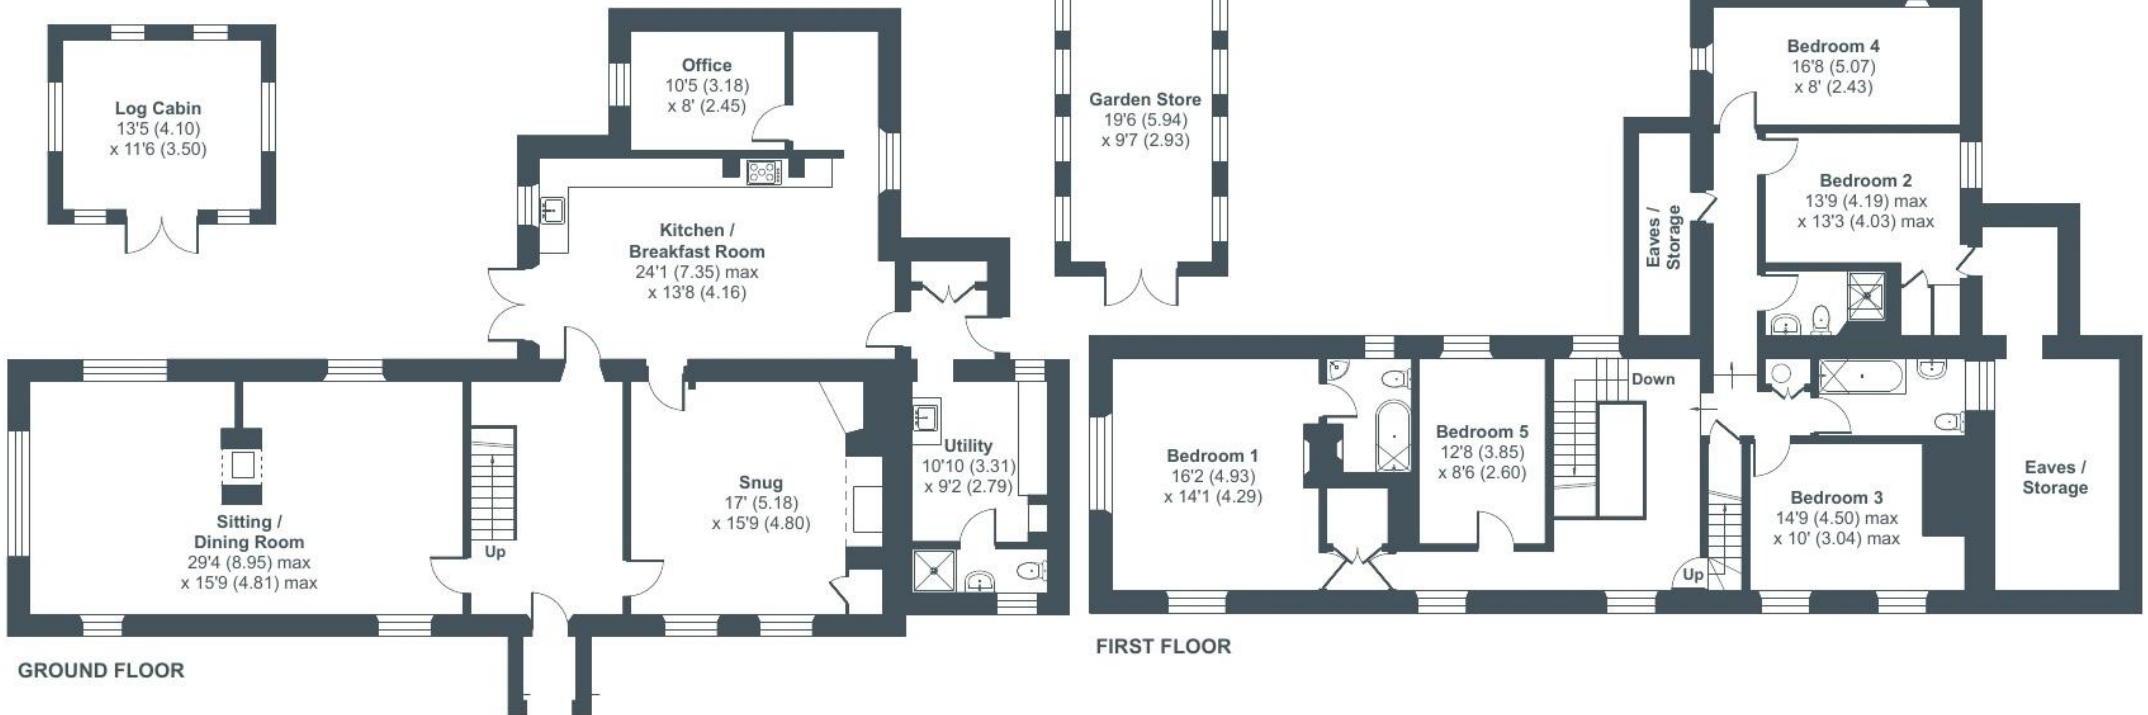 Log Cabin
13'5 (4.10)
x 11'6 (3.50)
Office
10'5 (3.18)
x 8' (2.45)
Kitchen /
Breakfast Room
24'1 (7.35) max
x 13'8 (4.16)
Garden Store
19'6 (5.94)
x 9'7 (2.93)
Sitting /
Dining Room
29'4 (8.95) max
x 15'9 (4.81) max
Up
Snug
17' (5.18)
x 15'9 (4.80)
Utility
10'10 (3.31)
x 9'2 (2.79)
GROUND FLOOR
Bedroom 4
16'8 (5.07)
x 8' (2.43)
Bedroom 2
13'9 (4.19) max
x 13'3 (4.03) max
Eaves /
Storage
Down
Bedroom 1
16'2 (4.93)
x 14'1 (4.29)
Bedroom 5
12'8 (3.85)
x 8'6 (2.60)
Up
Bedroom 3
14'9 (4.50) max
x 10' (3.04) max
Eaves /
Storage
FIRST FLOOR